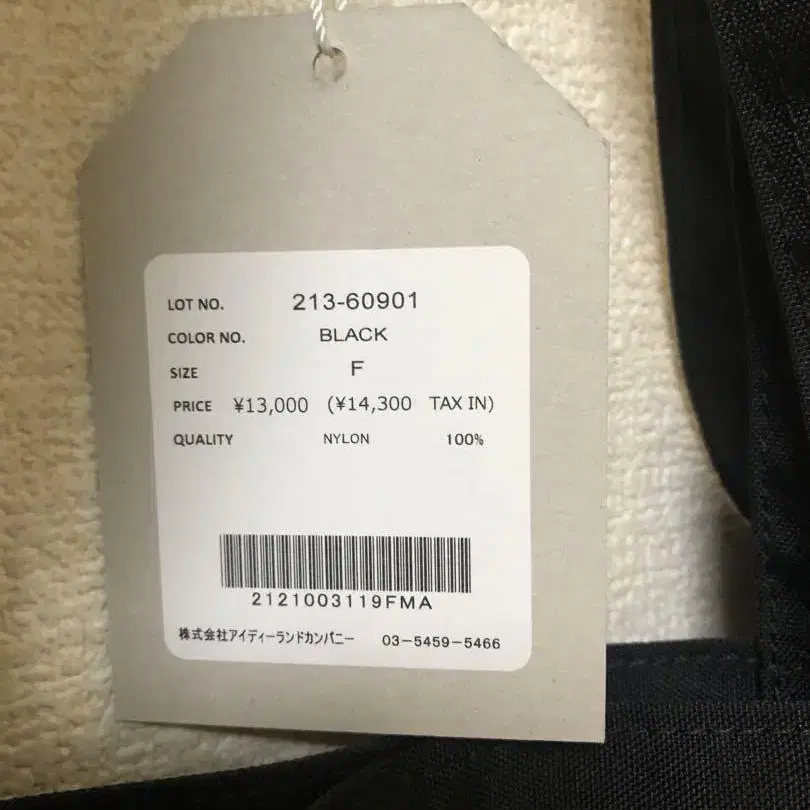 LOT NO. 213-60901
COLOR NO. BLACK
SIZE F
PRICE ¥13,000 (¥14,300 TAX IN)
QUALITY NYLON 100%
2121003119FMA
株式会社アイディーランドカンパニー 03-5459-5466